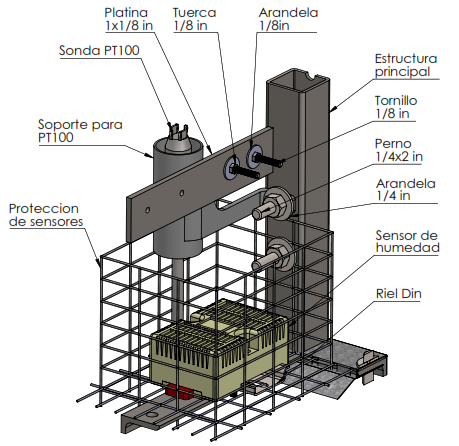 Platina
1x1/8 in
Tuerca
1/8 in
Arandela
1/8in
Sonda PT100
Estructura
principal
Soporte para
PT100
Tornillo
1/8 in
Perno
1/4x2 in
Arandela
1/4 in
Proteccion
de sensores
Sensor de
humedad
Riel Din